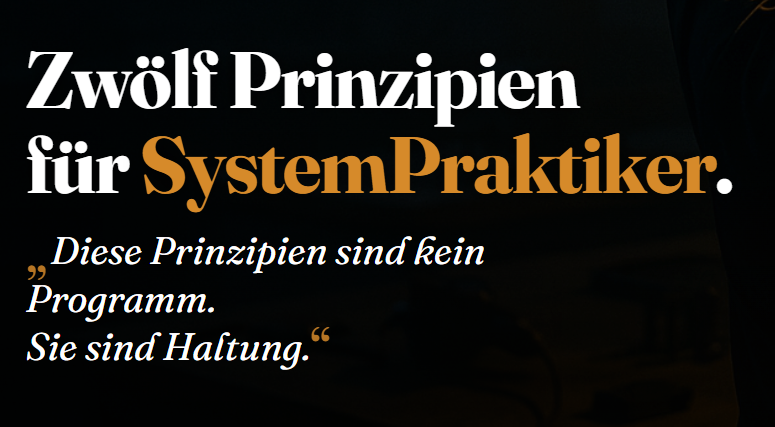 Zwölf Prinzipien
für SystemPraktiker.
„Diese Prinzipien sind kein
Programm.
Sie sind Haltung.“